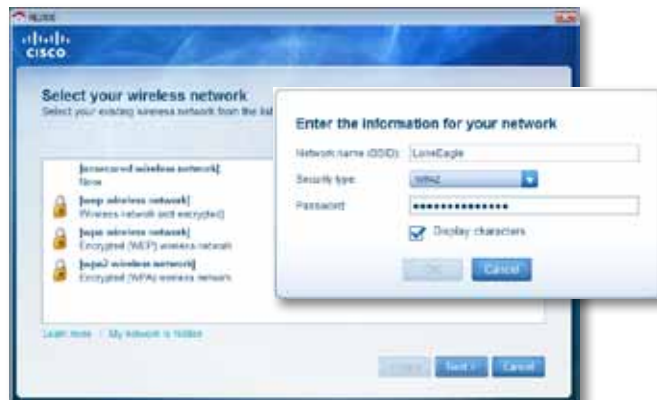 CISCO
Select your wireless network
Select your existing wireless network from the list
[unsecured wireless network]
None
[wep wireless network]
Wireless network (not encrypted)
[wpa wireless network]
Encrypted (WEP) wireless network
[wpa2 wireless network]
Encrypted (WPA) wireless network
Learn more / My network is hidden
Next > Cancel
Enter the information for your network
Network name (SSID): LoneEagle
Security type: WPA2
Password: ••••••••••••••
Display characters
OK Cancel